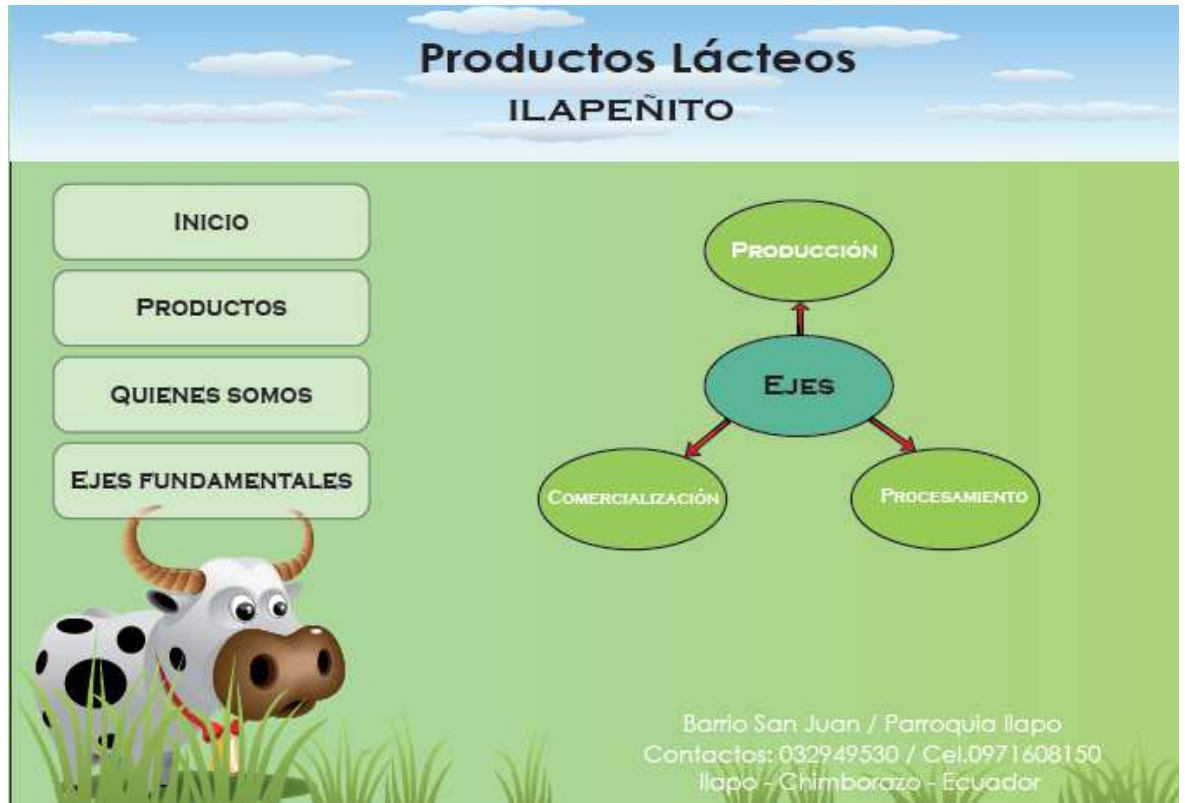 Productos Lácteos
ILAPEÑITO
INICIO
PRODUCTOS
QUIENES SOMOS
EJES FUNDAMENTALES
PRODUCCIÓN
EJES
COMERCIALIZACIÓN
PROCESAMIENTO
Barrio San Juan / Parroquia Ilapo
Contactos: 032949530 / Cel.0971608150
Ilapo - Chimborazo - Ecuador